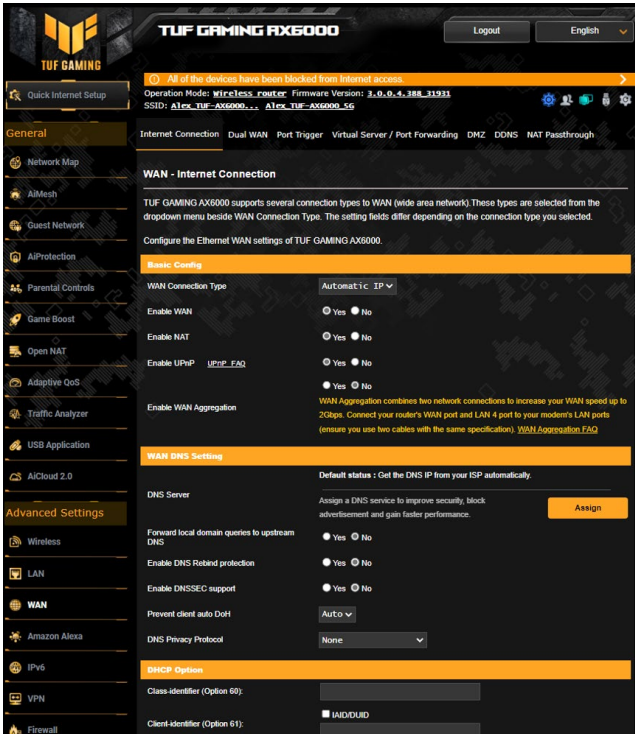 TUF GAMING
TUF GAMING AX6000
Logout
English
Quick Internet Setup
All of the devices have been blocked from Internet access.
Operation Mode: Wireless router Firmware Version: 3.0.0.4.388_31931
SSID: Alex_TUF-AX6000... Alex_TUF-AX6000_5G
General
Network Map
AiMesh
Guest Network
AiProtection
Parental Controls
Game Boost
Open NAT
Adaptive QoS
Traffic Analyzer
USB Application
AiCloud 2.0
Advanced Settings
Wireless
LAN
WAN
Amazon Alexa
IPv6
VPN
Firewall
Internet Connection Dual WAN Port Trigger Virtual Server / Port Forwarding DMZ DDNS NAT Passthrough
WAN - Internet Connection
TUF GAMING AX6000 supports several connection types to WAN (wide area network).These types are selected from the
dropdown menu beside WAN Connection Type. The setting fields differ depending on the connection type you selected.
Configure the Ethernet WAN settings of TUF GAMING AX6000.
Basic Config
WAN Connection Type Automatic IP
Enable WAN Yes No
Enable NAT Yes No
Enable UPnP UPnP FAQ Yes No
Enable WAN Aggregation Yes No
WAN Aggregation combines two network connections to increase your WAN speed up to
2Gbps. Connect your router's WAN port and LAN 4 port to your modem's LAN ports
(ensure you use two cables with the same specification). WAN Aggregation FAQ
WAN DNS Setting
DNS Server
Default status : Get the DNS IP from your ISP automatically.
Assign a DNS service to improve security, block
advertisement and gain faster performance.
Assign
Forward local domain queries to upstream
DNS
Yes No
Enable DNS Rebind protection Yes No
Enable DNSSEC support Yes No
Prevent client auto DoH Auto
DNS Privacy Protocol None
DHCP Option
Class-identifier (Option 60):
Client-identifier (Option 61): IAID/DUID